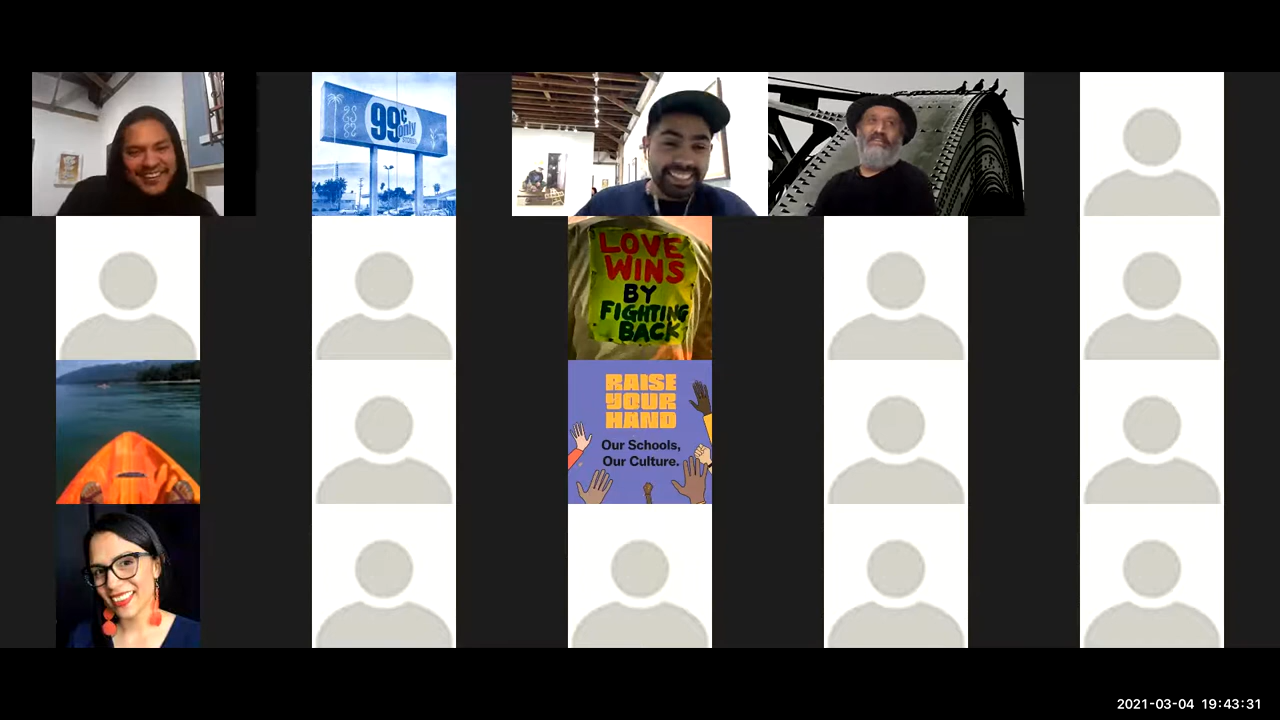 99¢
only
STORES
LOVE
WINS
BY
FIGHTING
BACK
RAISE
YOUR
HAND
Our Schools,
Our Culture.
2021-03-04 19:43:31